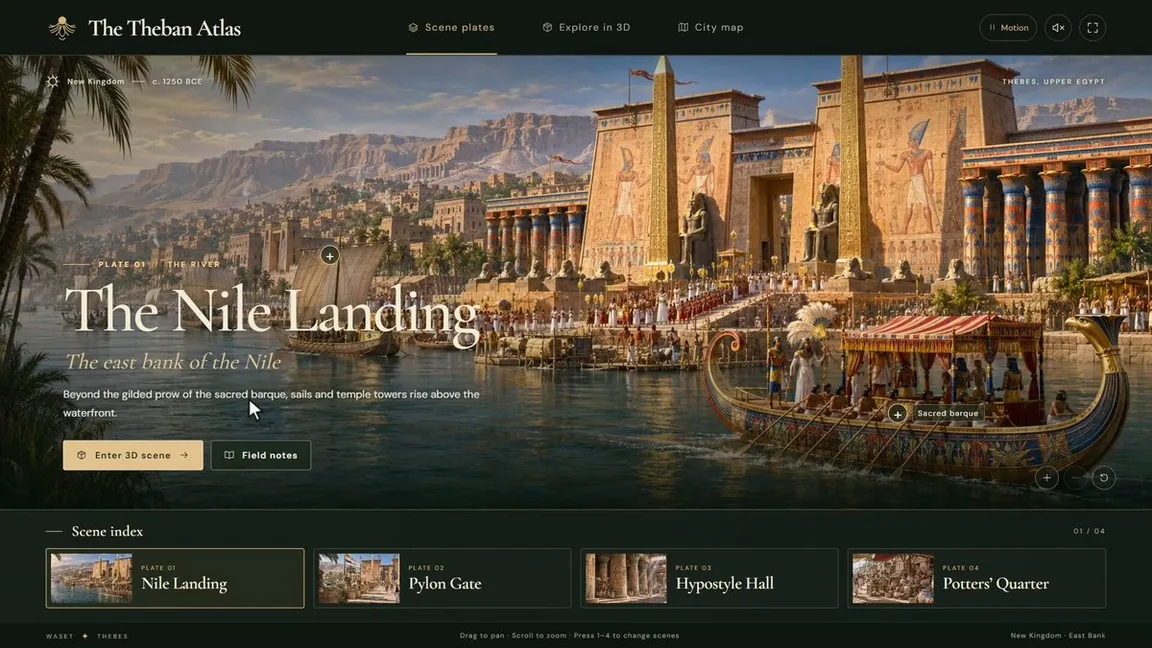 The Theban Atlas
Scene plates
Explore in 3D
City map
Motion
New Kingdom — c. 1250 BCE
THEBES, UPPER EGYPT
PLATE 01 // THE RIVER
The Nile Landing
The east bank of the Nile
Beyond the gilded prow of the sacred barque, sails and temple towers rise above the
waterfront.
Enter 3D scene →
Field notes
Sacred barque
Scene index
01 / 04
PLATE 01
Nile Landing
PLATE 02
Pylon Gate
PLATE 03
Hypostyle Hall
PLATE 04
Potters’ Quarter
WASET ✦ THEBES
Drag to pan · Scroll to zoom · Press 1–4 to change scenes
New Kingdom · East Bank